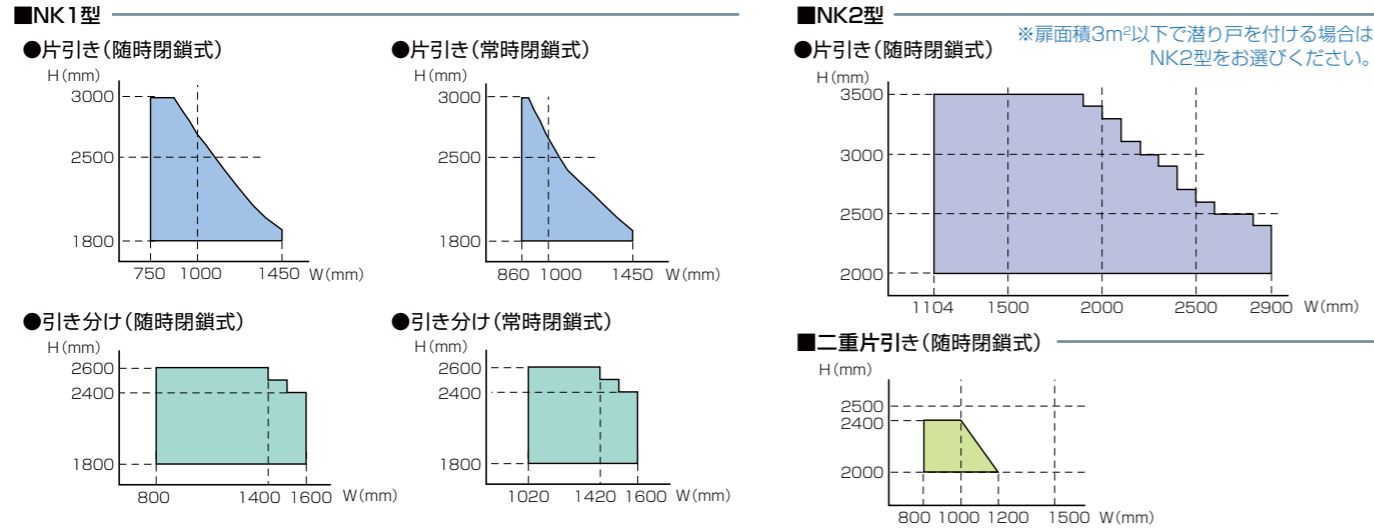 ■NK1型
●片引き(随時閉鎖式)
H(mm)
3000
2500
1800
750 1000 1450 W(mm)
●片引き(常時閉鎖式)
H(mm)
3000
2500
1800
860 1000 1450 W(mm)
●引き分け(随時閉鎖式)
H(mm)
2600
2400
1800
800 1400 1600 W(mm)
●引き分け(常時閉鎖式)
H(mm)
2600
2400
1800
1020 1420 1600 W(mm)
■NK2型
※扉面積3m²以下で潜り戸を付ける場合は
NK2型をお選びください。
●片引き(随時閉鎖式)
H(mm)
3500
3000
2500
2000
1104 1500 2000 2500 2900 W(mm)
■二重片引き(随時閉鎖式)
H(mm)
2500
2400
2000
800 1000 1200 1500 W(mm)